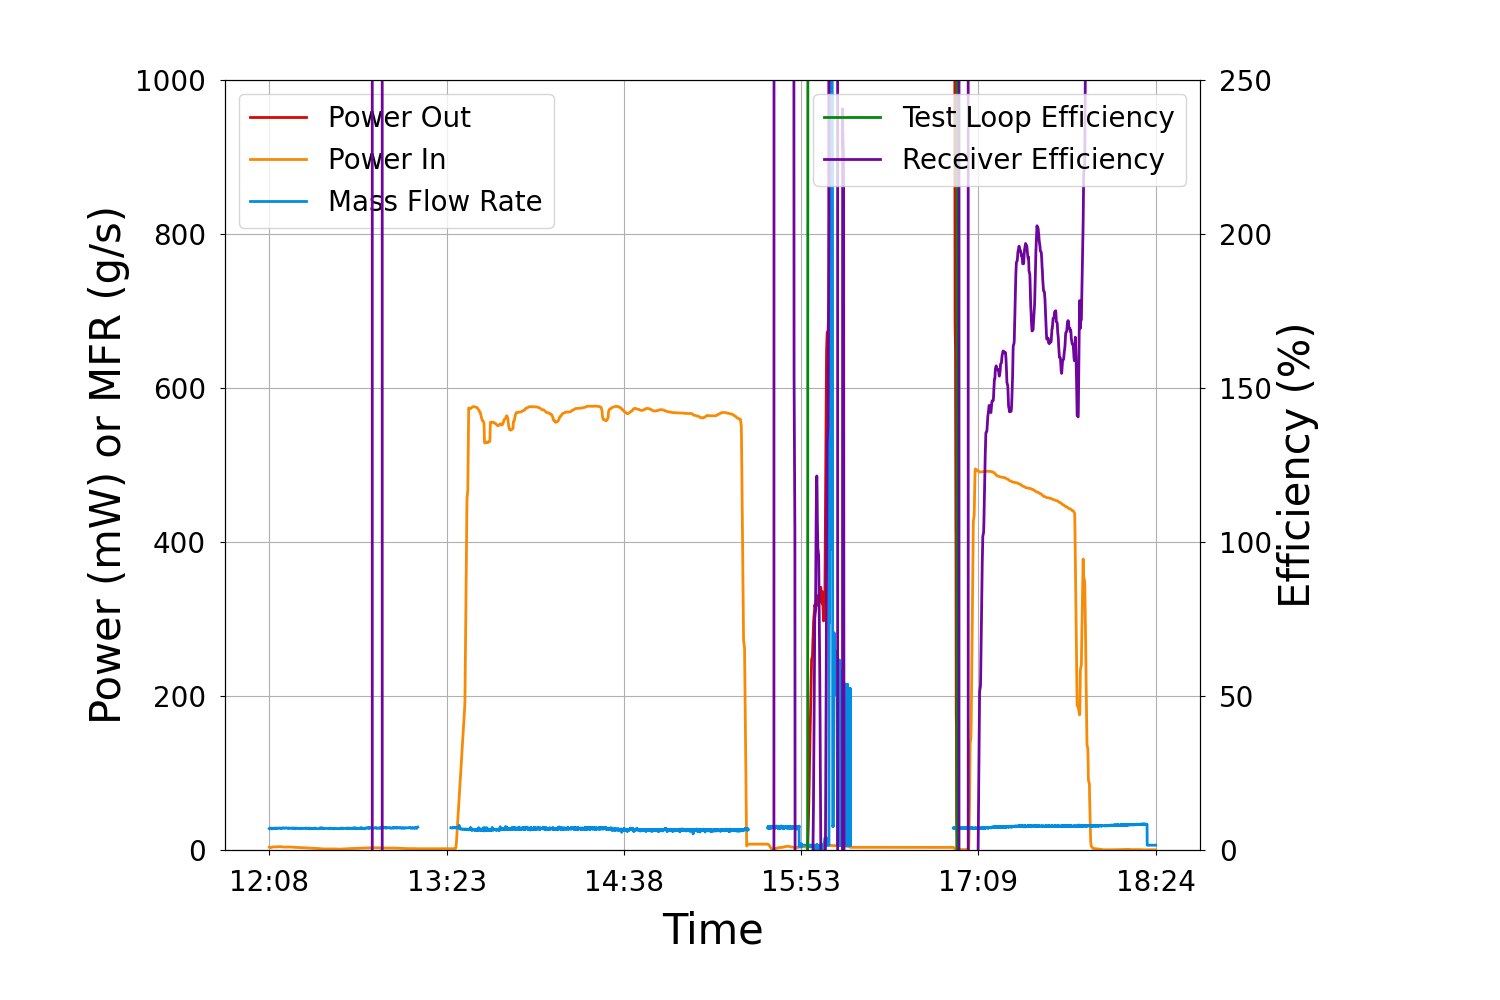 1000
800
600
400
200
0
Power (mW) or MFR (g/s)
Power Out
Power In
Mass Flow Rate
Test Loop Efficiency
Receiver Efficiency
250
200
150
100
50
0
Efficiency (%)
12:08 13:23 14:38 15:53 17:09 18:24
Time